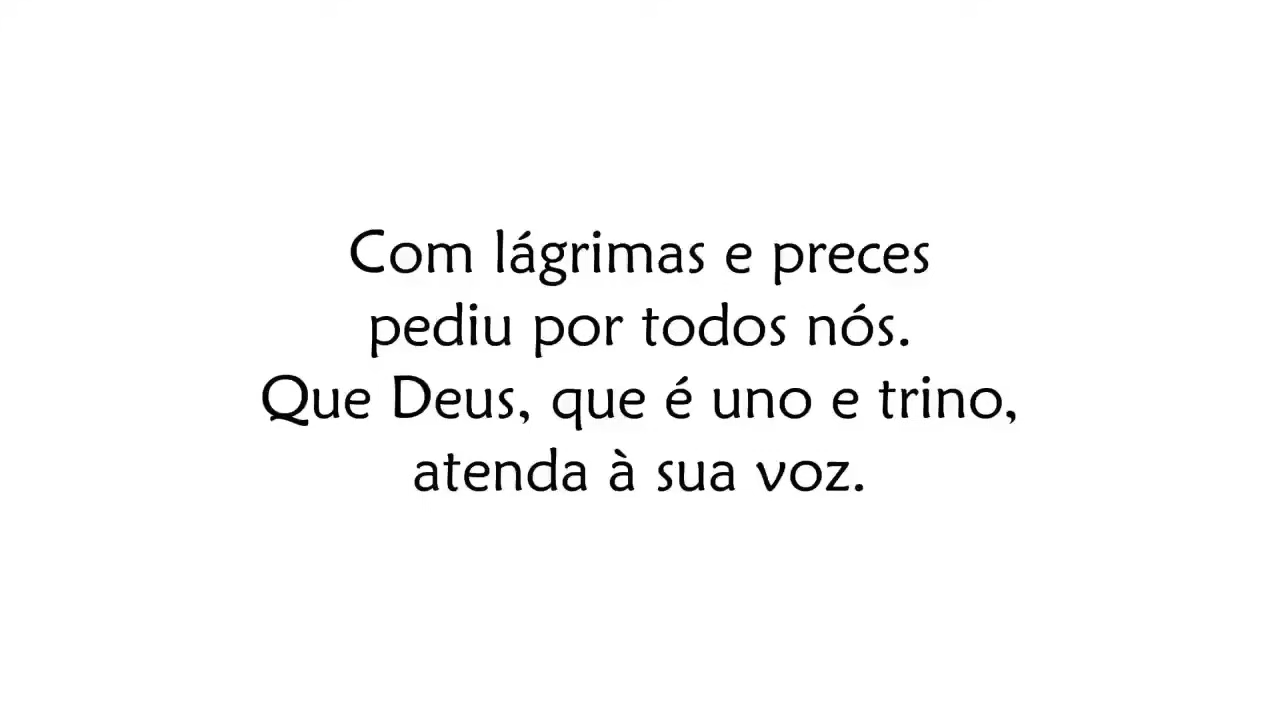 Com lágrimas e preces
pediu por todos nós.
Que Deus, que é uno e trino,
atenda à sua voz.